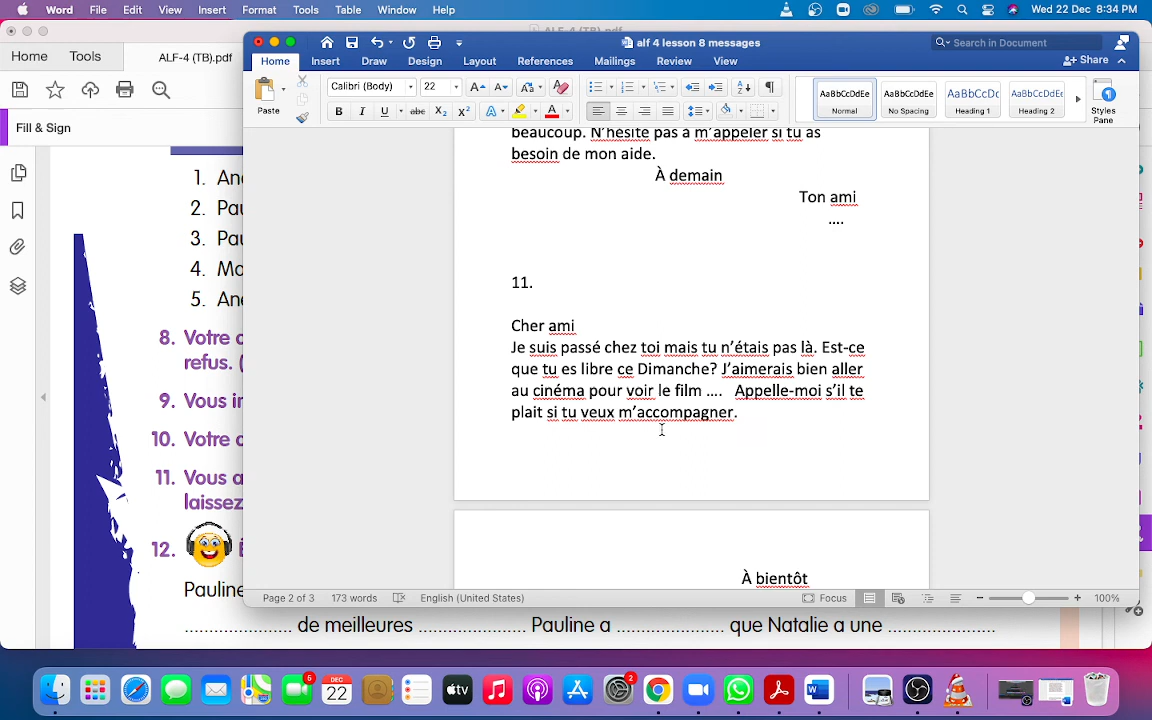 Word File Edit View Insert Format Tools Table Window Help Wed 22 Dec 8:34 PM
alf 4 lesson 8 messages
Search in Document
Home Tools ALF-4 (TB).pdf
Home Insert Draw Design Layout References Mailings Review View Share
Paste
Calibri (Body) 22
AaBbCcDdEe AaBbCcDdEe AaBbCcDc AaBbCcDdEe
Normal No Spacing Heading 1 Heading 2 Styles Pane
Fill & Sign
beaucoup. N'hésite pas à m'appeler si tu as
besoin de mon aide.
À demain
Ton ami
....
11.
Cher ami
Je suis passé chez toi mais tu n'étais pas là. Est-ce
que tu es libre ce Dimanche? J'aimerais bien aller
au cinéma pour voir le film .... Appelle-moi s'il te
plait si tu veux m'accompagner.
À bientôt
Page 2 of 3 173 words English (United States) Focus 100%
1.
2.
3.
4.
5.
8. Votre
refus. (
9. Vous
10. Votre
11. Vous
laissez
12.
Pauline
..................... de meilleures ..................... Pauline a ..................... que Natalie a une .....................
6
DEC
22
tv
2